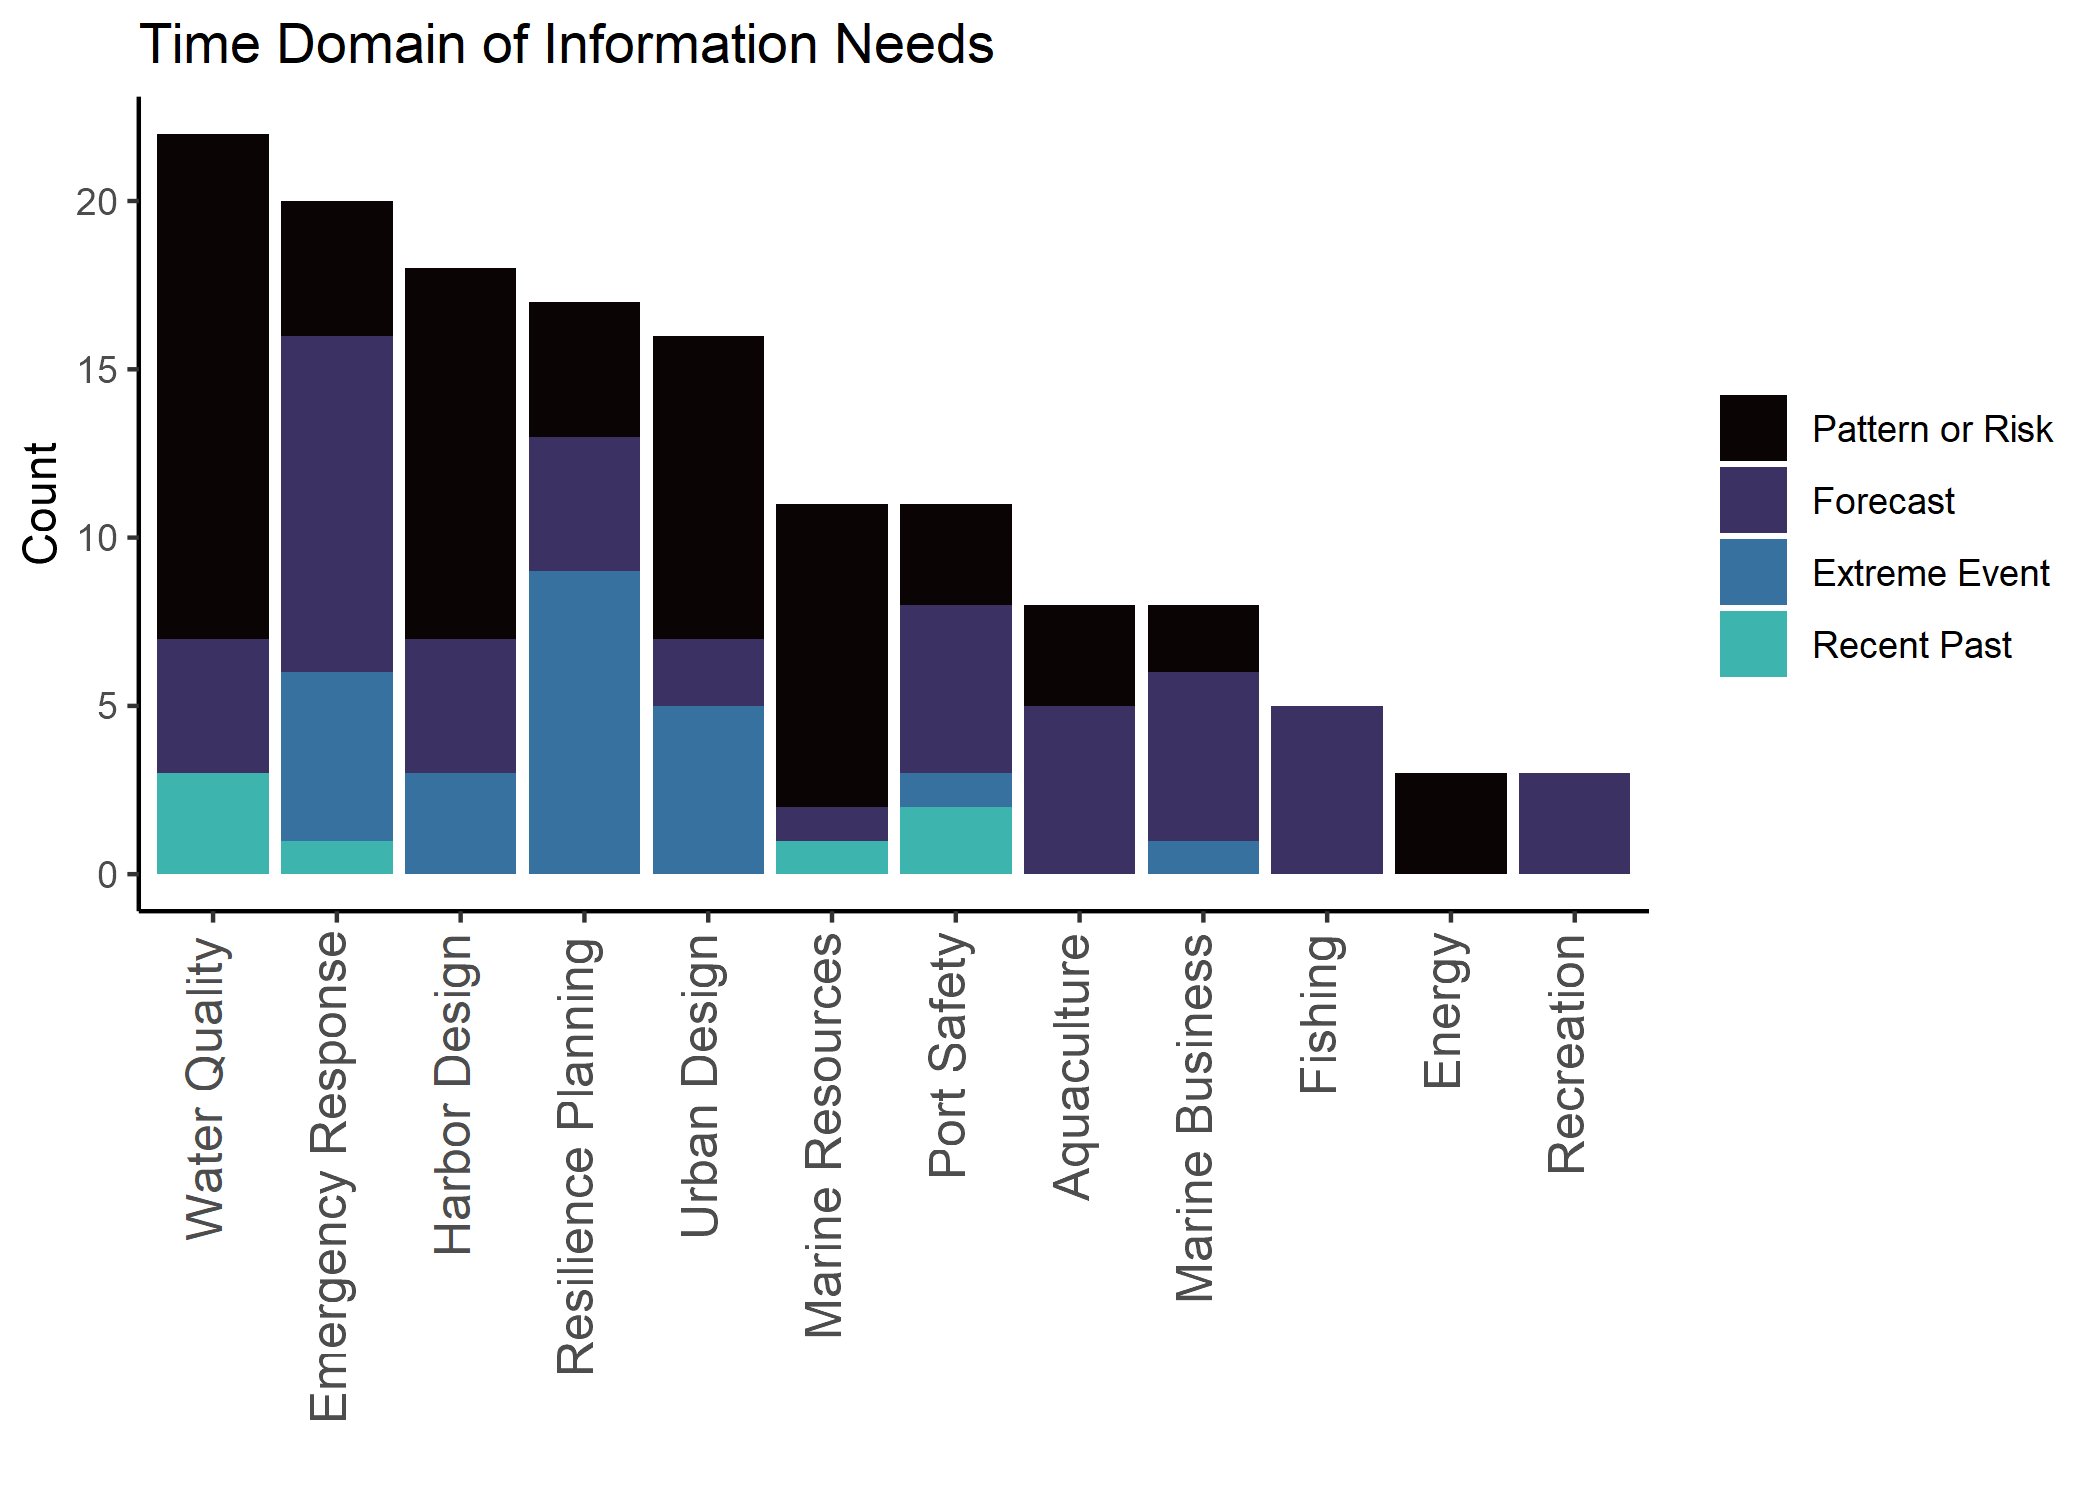 Time Domain of Information Needs
Count
20
15
10
5
0
Water Quality
Emergency Response
Harbor Design
Resilience Planning
Urban Design
Marine Resources
Port Safety
Aquaculture
Marine Business
Fishing
Energy
Recreation
Pattern or Risk
Forecast
Extreme Event
Recent Past